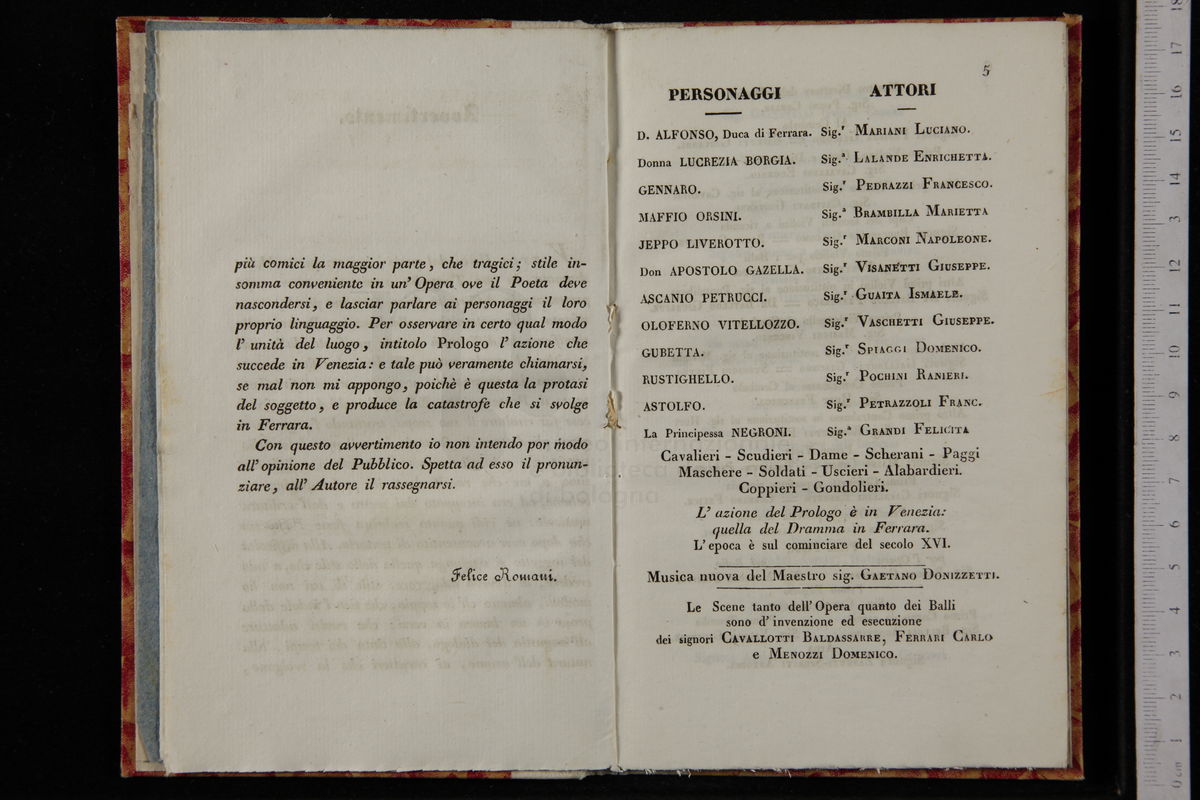 più comici la maggior parte, che tragici; stile in-
somma conveniente in un' Opera ove il Poeta deve
nascondersi, e lasciar parlare ai personaggi il loro
proprio linguaggio. Per osservare in certo qual modo
l' unità del luogo, intitolo Prologo l' azione che
succede in Venezia: e tale può veramente chiamarsi,
se mal non mi appongo, poichè è questa la protasi
del soggetto, e produce la catastrofe che si svolge
in Ferrara.
Con questo avvertimento io non intendo por modo
all' opinione del Pubblico. Spetta ad esso il pronun-
ziare, all' Autore il rassegnarsi.
Felice Romani.
5
PERSONAGGI ATTORI
D. ALFONSO, Duca di Ferrara. Sig.r MARIANI LUCIANO.
Donna LUCREZIA BORGIA. Sig.a LALANDE ENRICHETTA.
GENNARO. Sig.r PEDRAZZI FRANCESCO.
MAFFIO ORSINI. Sig.a BRAMBILLA MARIETTA
JEPPO LIVEROTTO. Sig.r MARCONI NAPOLEONE.
Don APOSTOLO GAZELLA. Sig.r VISANETTI GIUSEPPE.
ASCANIO PETRUCCI. Sig.r GUAITA ISMAELE.
OLOFERNO VITELLOZZO. Sig.r VASCHETTI GIUSEPPE.
GUBETTA. Sig.r SPIAGGI DOMENICO.
RUSTIGHELLO. Sig.r POCHINI RANIERI.
ASTOLFO. Sig.r PETRAZZOLI FRANC.
La Principessa NEGRONI. Sig.a GRANDI FELICITA
Cavalieri - Scudieri - Dame - Scherani - Paggi
Maschere - Soldati - Uscieri - Alabardieri.
Coppieri - Gondolieri.
L' azione del Prologo è in Venezia:
quella del Dramma in Ferrara.
L' epoca è sul cominciare del secolo XVI.
Musica nuova del Maestro sig. GAETANO DONIZZETTI.
Le Scene tanto dell' Opera quanto dei Balli
sono d' invenzione ed esecuzione
dei signori CAVALLOTTI BALDASSARRE, FERRARI CARLO
e MENOZZI DOMENICO.